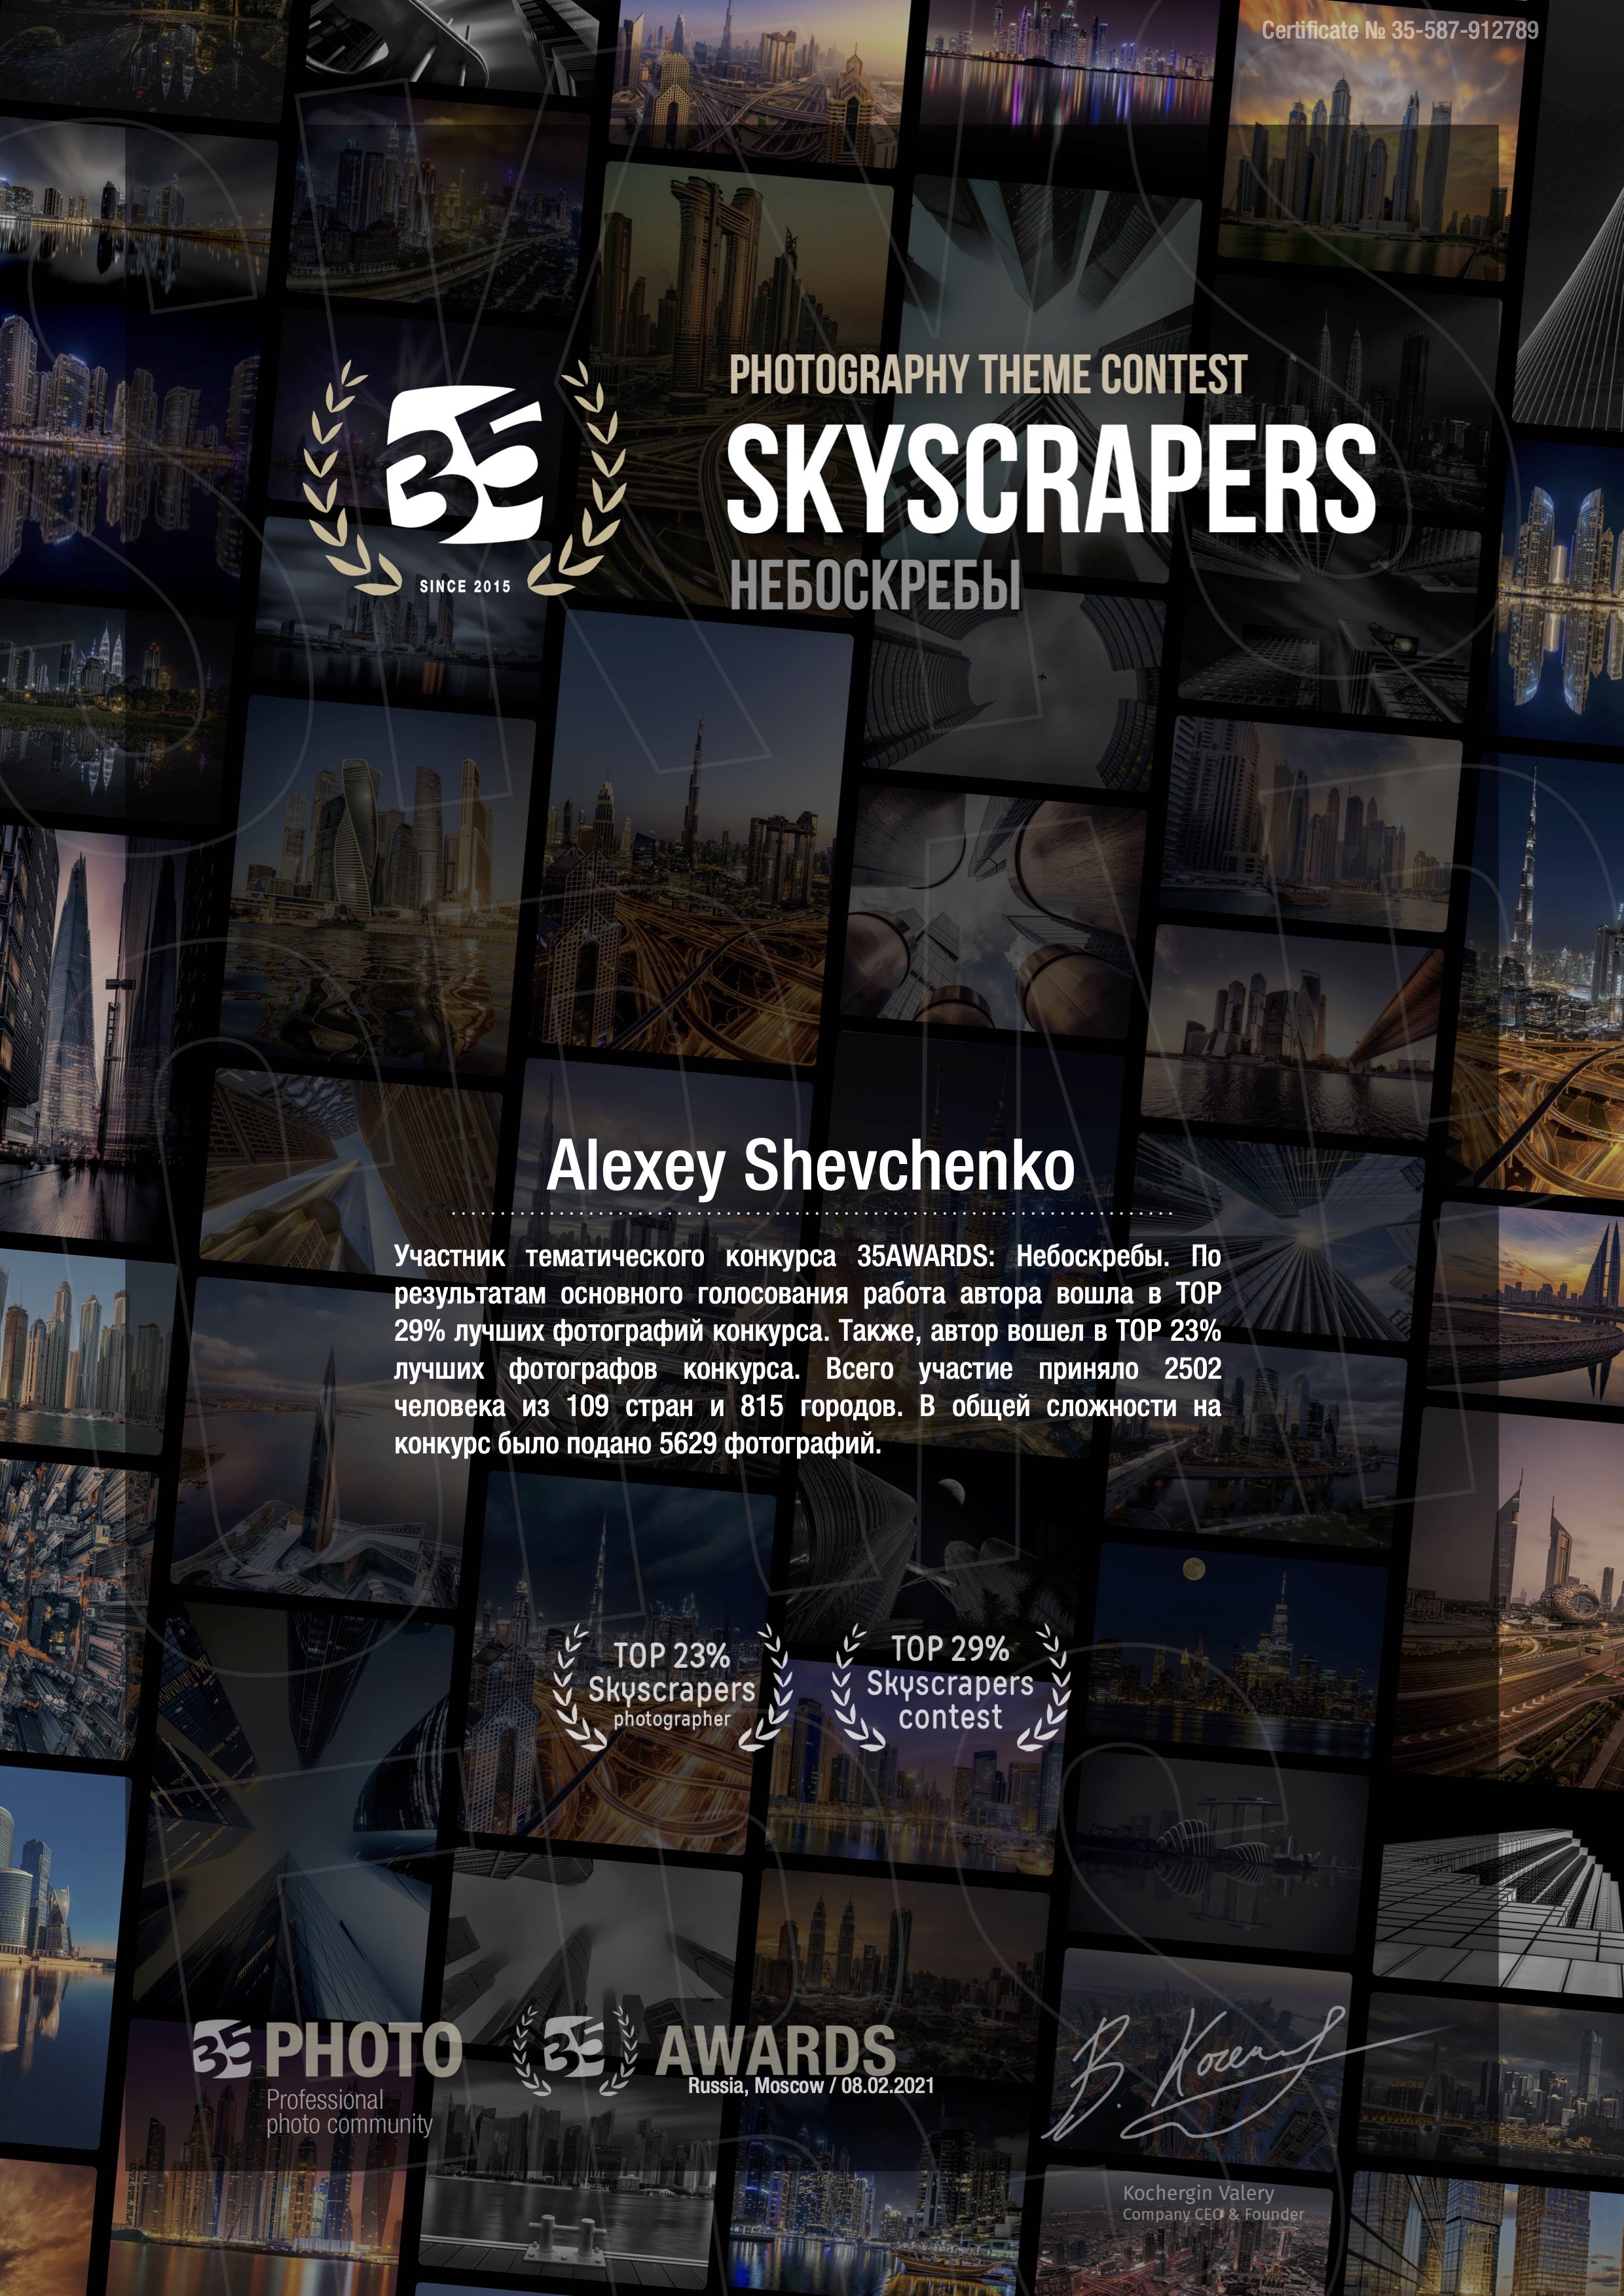 Certificate № 35-587-912789
PHOTOGRAPHY THEME CONTEST
SKYSCRAPERS
НЕБОСКРЕБЫ
35
SINCE 2015
Alexey Shevchenko
Участник тематического конкурса 35AWARDS: Небоскребы. По
результатам основного голосования работа автора вошла в TOP
29% лучших фотографий конкурса. Также, автор вошел в TOP 23%
лучших фотографов конкурса. Всего участие приняло 2502
человека из 109 стран и 815 городов. В общей сложности на
конкурс было подано 5629 фотографий.
TOP 23%
Skyscrapers
photographer
TOP 29%
Skyscrapers
contest
35 PHOTO
Professional
photo community
35 AWARDS
Russia, Moscow / 08.02.2021
Kochergin Valery
Company CEO & Founder